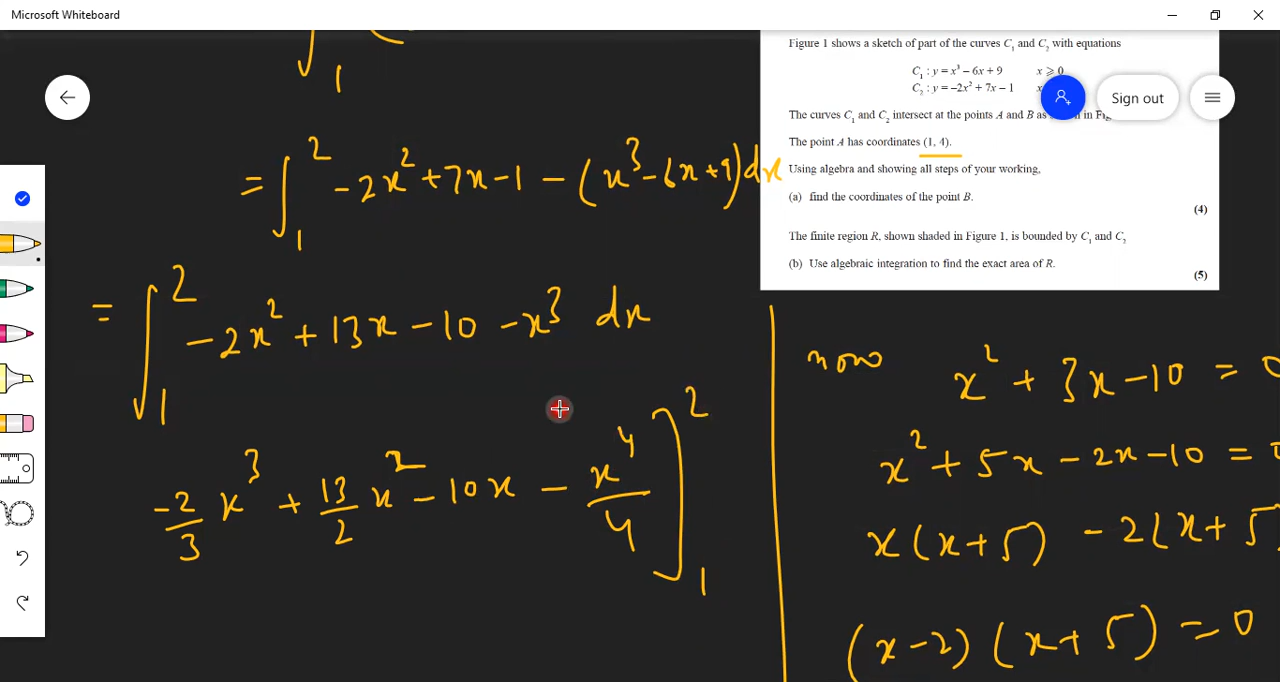 Microsoft Whiteboard
Sign out
Figure 1 shows a sketch of part of the curves C₁ and C₂ with equations
C₁ : y = x³ – 6x + 9 x ⩾ 0
C₂ : y = –2x² + 7x – 1 x
The curves C₁ and C₂ intersect at the points A and B as in
The point A has coordinates (1, 4).
Using algebra and showing all steps of your working,
(a) find the coordinates of the point B.
(4)
The finite region R, shown shaded in Figure 1, is bounded by C₁ and C₂
(b) Use algebraic integration to find the exact area of R.
(5)
∫₁
= ∫₁² -2x² + 7x - 1 - (x³ - 6x + 9) dx
= ∫₁² -2x² + 13x - 10 - x³ dx
-2/3 x³ + 13/2 x² - 10x - x⁴/4 ]₁²
now x² + 3x - 10 = 0
x² + 5x - 2x - 10 = 0
x(x+5) - 2(x+5
(x-2)(x+5) = 0